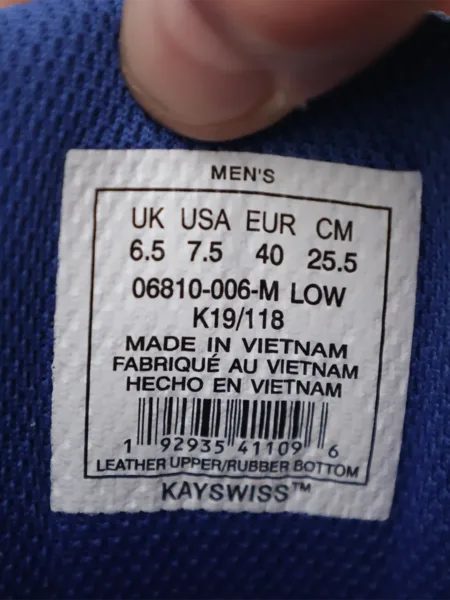 MEN'S
UK USA EUR CM
6.5 7.5 40 25.5
06810-006-M LOW
K19/118
MADE IN VIETNAM
FABRIQUÉ AU VIETNAM
HECHO EN VIETNAM
1 92935 41109 6
LEATHER UPPER/RUBBER BOTTOM
KAYSWISS™